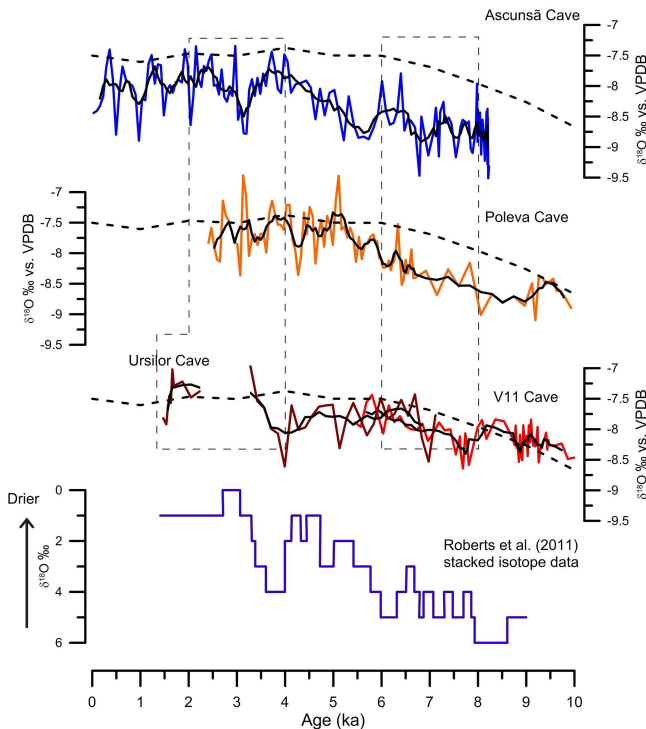 Ascunsã Cave
-7
-7.5
-8
-8.5
-9
-9.5
δ18O ‰ vs. VPDB
Poleva Cave
-7
-7.5
-8
-8.5
-9
-9.5
δ18O ‰ vs. VPDB
Ursilor Cave
V11 Cave
-7
-7.5
-8
-8.5
-9
-9.5
δ18O ‰ vs. VPDB
Drier
0
2
4
6
δ18O ‰
Roberts et al. (2011)
stacked isotope data
0 1 2 3 4 5 6 7 8 9 10
Age (ka)